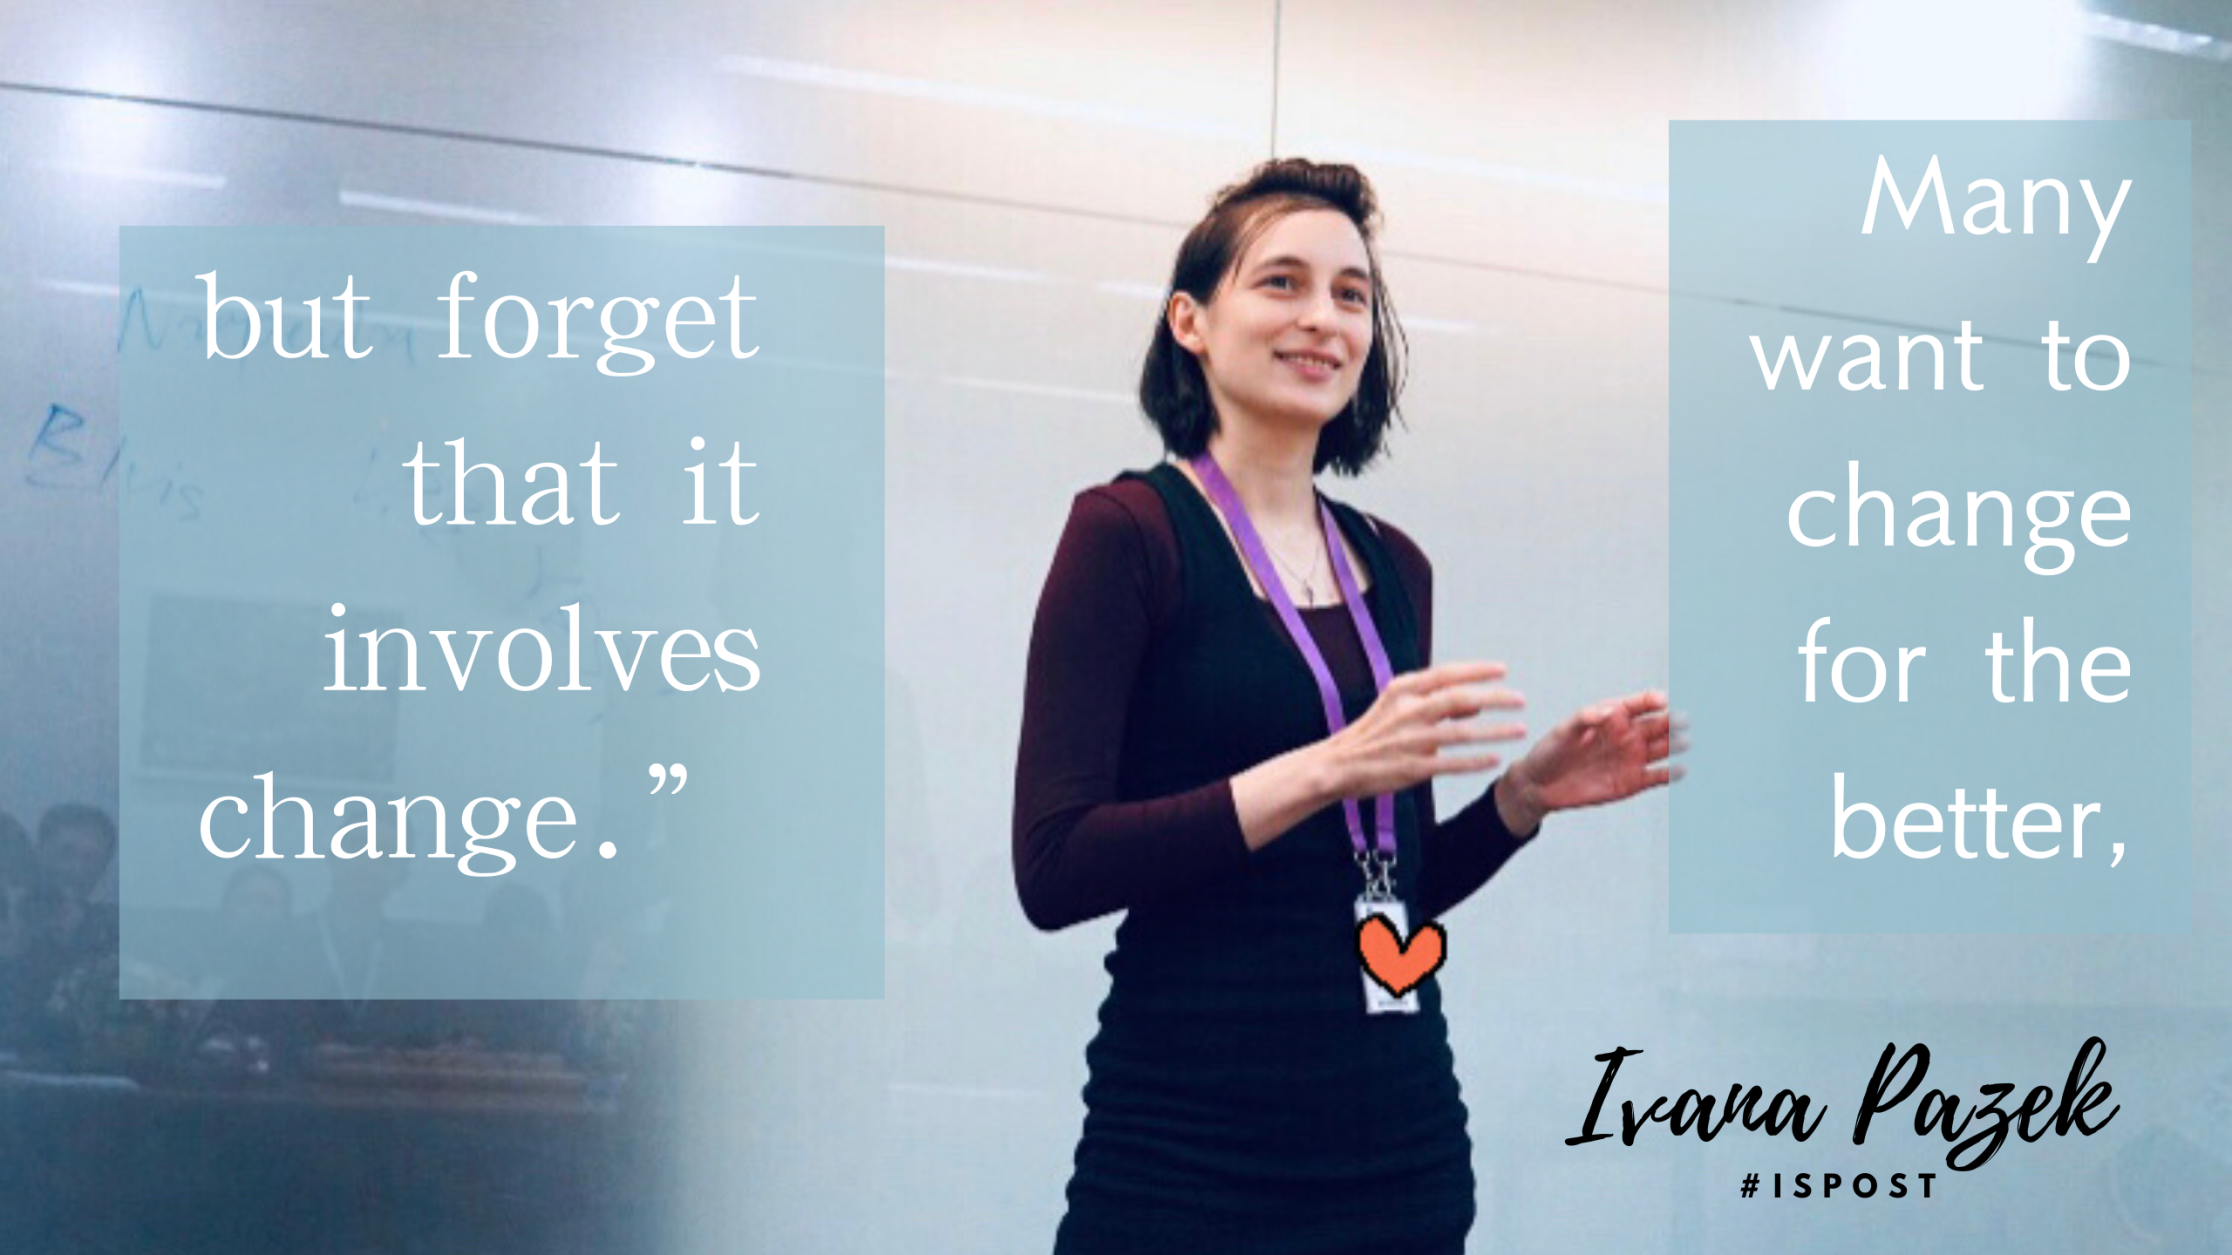 Many
want to
change
for the
better,
but forget
that it
involves
change.”
Ivana Pazek
#ISPOST